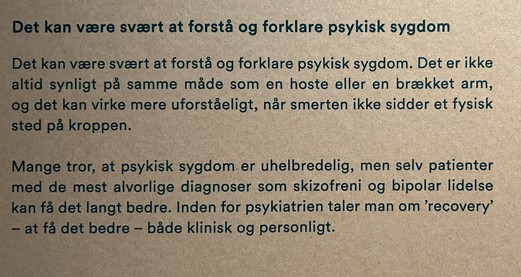 Det kan være svært at forstå og forklare psykisk sygdom
Det kan være svært at forstå og forklare psykisk sygdom. Det er ikke
altid synligt på samme måde som en hoste eller en brækket arm,
og det kan virke mere uforståeligt, når smerten ikke sidder et fysisk
sted på kroppen.
Mange tror, at psykisk sygdom er uhelbredelig, men selv patienter
med de mest alvorlige diagnoser som skizofreni og bipolar lidelse
kan få det langt bedre. Inden for psykiatrien taler man om ’recovery’
– at få det bedre – både klinisk og personligt.